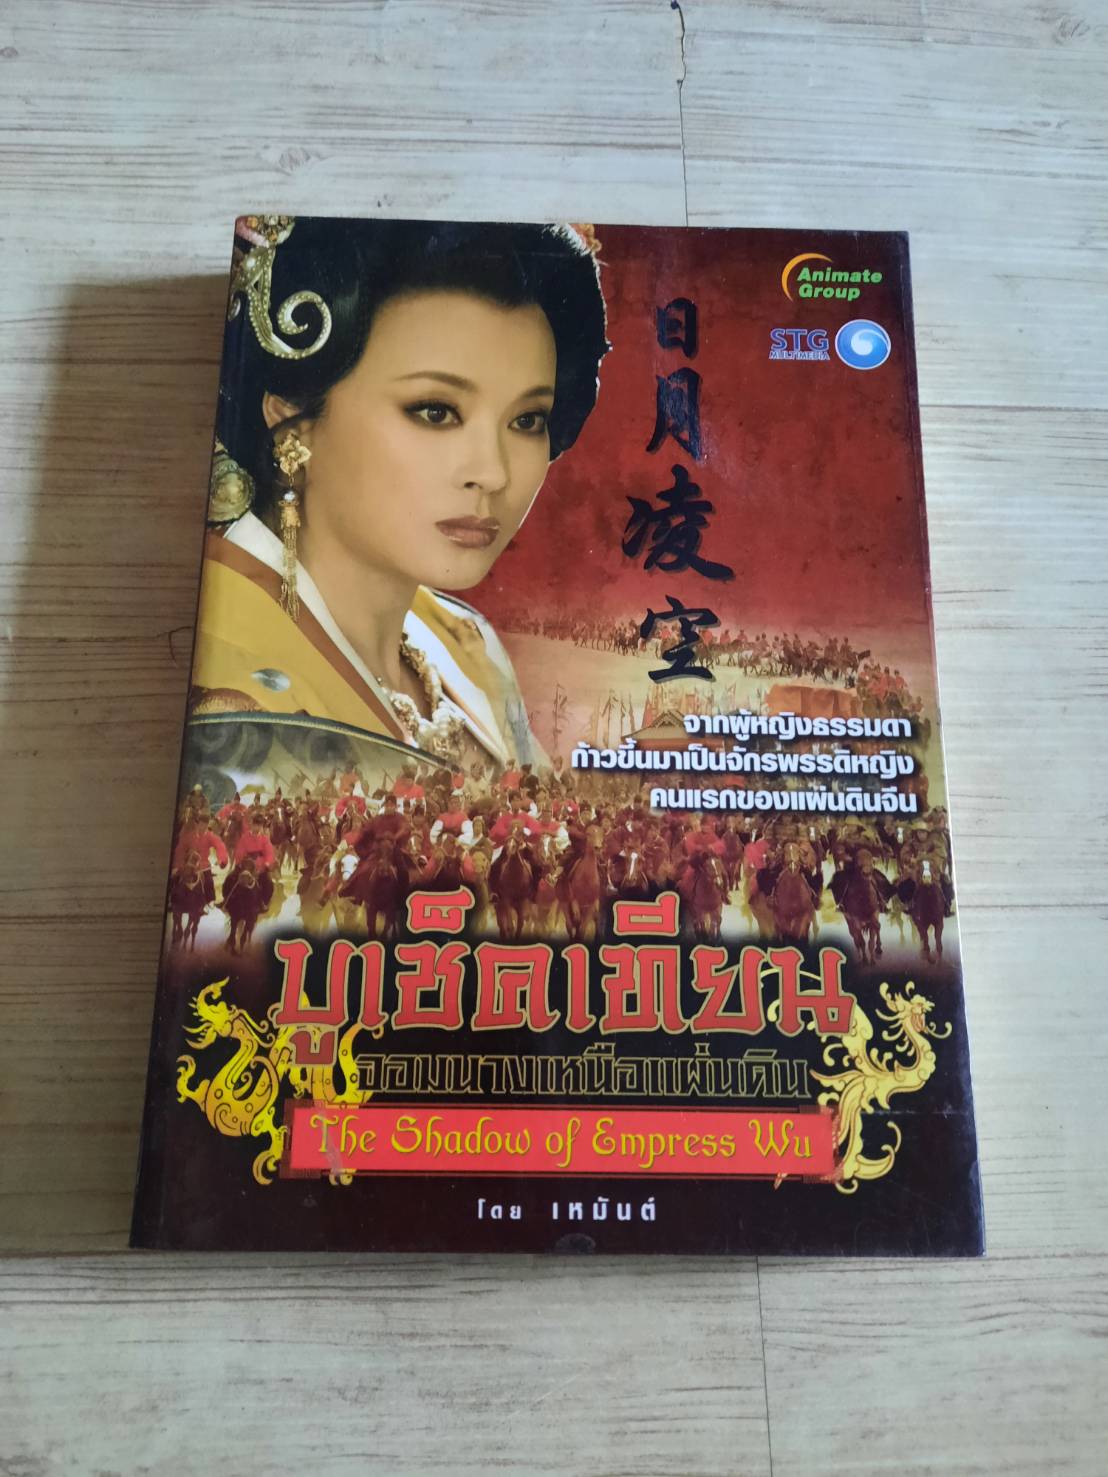 Animate
Group
STG
MULTIMEDIA
日
月
凌
空
จากผู้หญิงธรรมดา
ก้าวขึ้นมาเป็นจักรพรรดิหญิง
คนแรกของแผ่นดินจีน
บูเช็คเทียน
จอมนางเหนือแผ่นดิน
The Shadow of Empress Wu
โดย เหมันต์